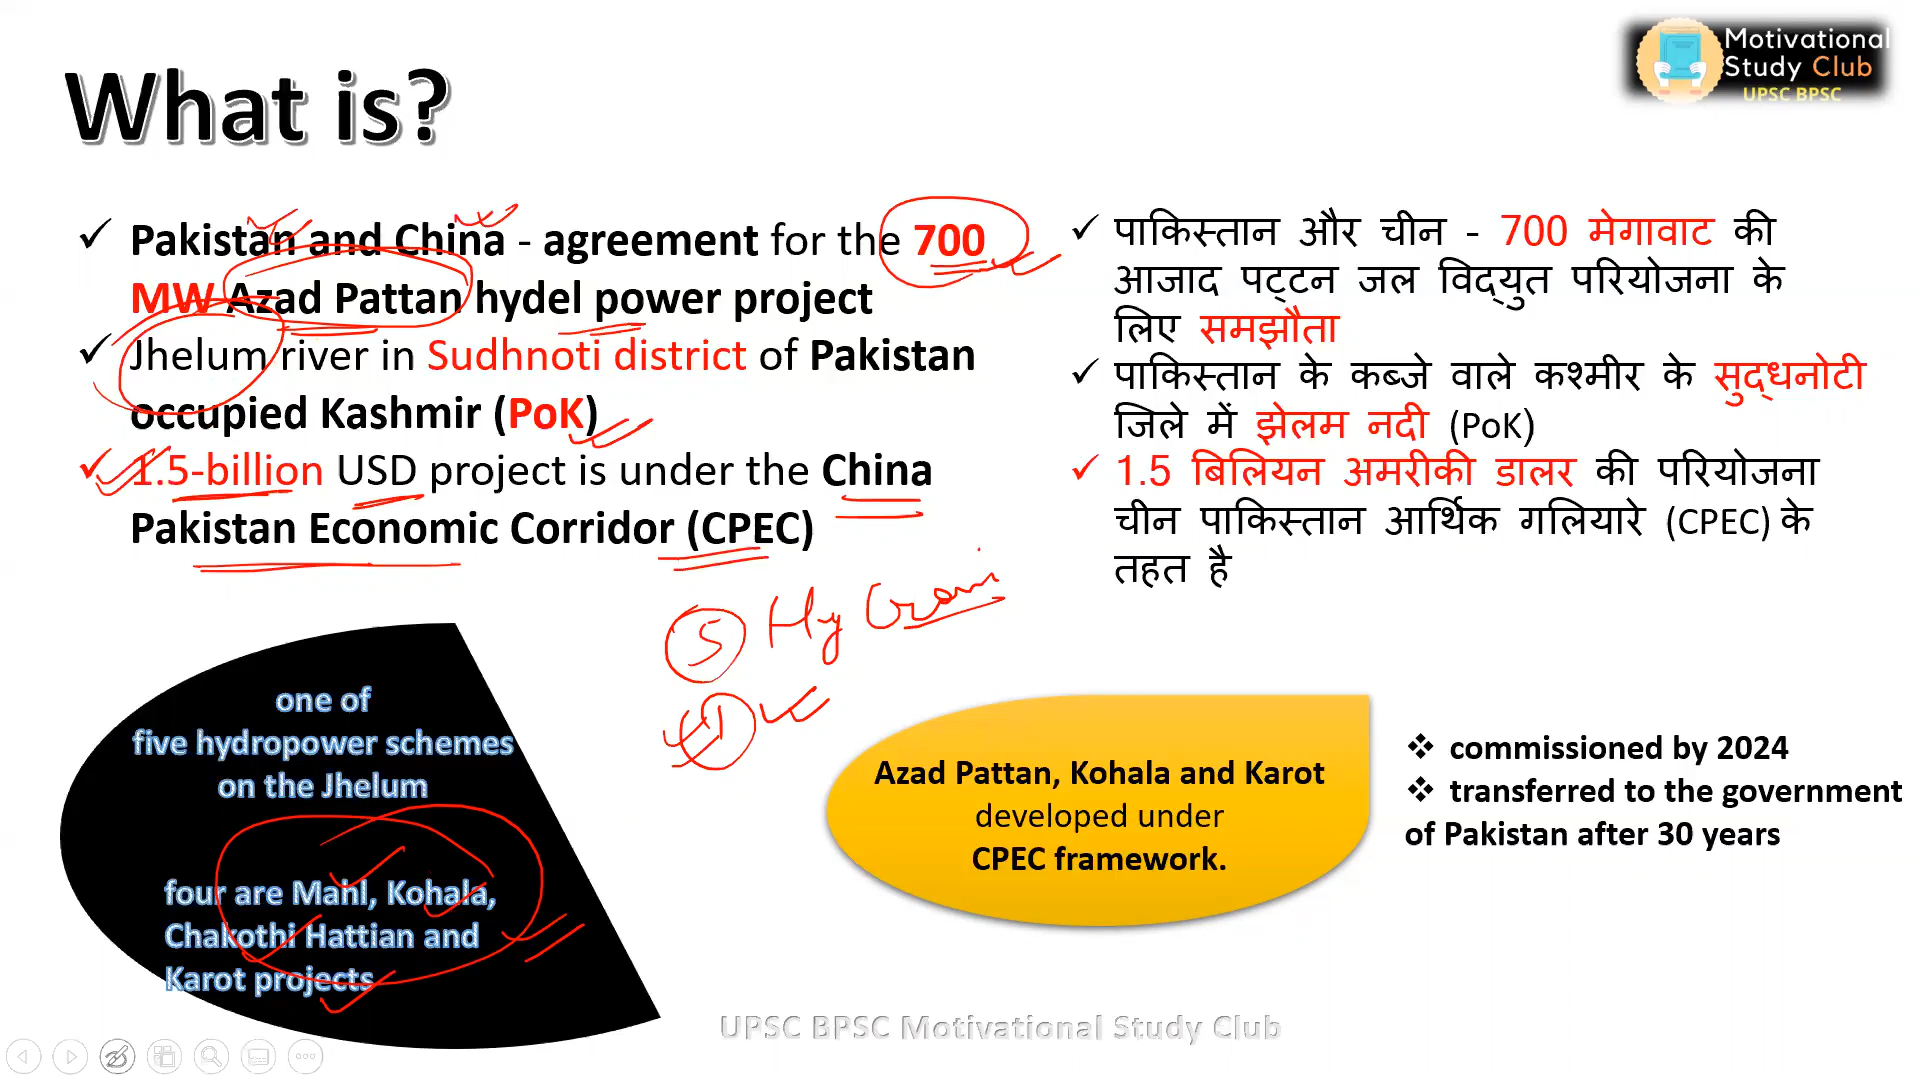 Motivational
Study Club
UPSC BPSC
What is?
✓ Pakistan and China - agreement for the 700
MW Azad Pattan hydel power project
✓ Jhelum river in Sudhnoti district of Pakistan
occupied Kashmir (PoK)
✓ 1.5-billion USD project is under the China
Pakistan Economic Corridor (CPEC)
✓ पाकिस्तान और चीन - 700 मेगावाट की
आजाद पट्टन जल विद्युत परियोजना के
लिए समझौता
✓ पाकिस्तान के कब्जे वाले कश्मीर के सुद्धनोटी
जिले में झेलम नदी (PoK)
✓ 1.5 बिलियन अमरीकी डालर की परियोजना
चीन पाकिस्तान आर्थिक गलियारे (CPEC) के
तहत है
5 Hy
one of
five hydropower schemes
on the Jhelum
four are Mahl, Kohala,
Chakothi Hattian and
Karot projects
Azad Pattan, Kohala and Karot
developed under
CPEC framework.
❖ commissioned by 2024
❖ transferred to the government
of Pakistan after 30 years
UPSC BPSC Motivational Study Club